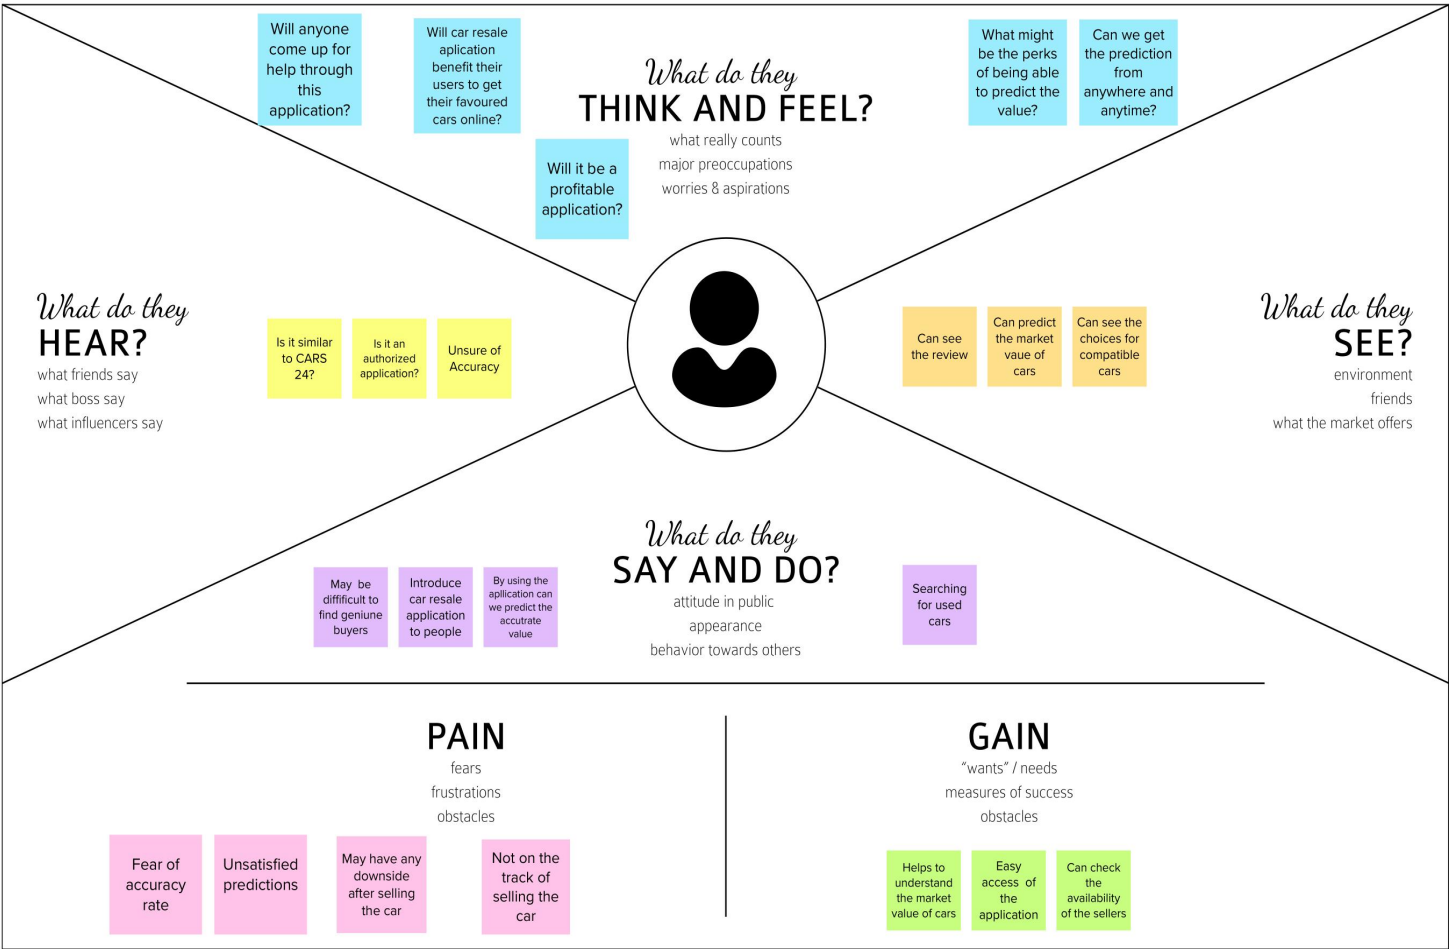 Will anyone
come up for
help through
this
application?
Will car resale
aplication
benefit their
users to get
their favoured
cars online?
Will it be a
profitable
application?
What do they
THINK AND FEEL?
what really counts
major preoccupations
worries & aspirations
What might
be the perks
of being able
to predict the
value?
Can we get
the prediction
from
anywhere and
anytime?
What do they
HEAR?
what friends say
what boss say
what influencers say
Is it similar
to CARS
24?
Is it an
authorized
application?
Unsure of
Accuracy
Can see
the review
Can predict
the market
vaue of
cars
Can see the
choices for
compatible
cars
What do they
SEE?
environment
friends
what the market offers
What do they
SAY AND DO?
attitude in public
appearance
behavior towards others
May be
diffificult to
find geniune
buyers
Introduce
car resale
application
to people
By using the
apllication can
we predict the
accutrate
value
Searching
for used
cars
PAIN
fears
frustrations
obstacles
Fear of
accuracy
rate
Unsatisfied
predictions
May have any
downside
after selling
the car
Not on the
track of
selling the
car
GAIN
“wants” / needs
measures of success
obstacles
Helps to
understand
the market
value of cars
Easy
access of
the
application
Can check
the
availability
of the sellers